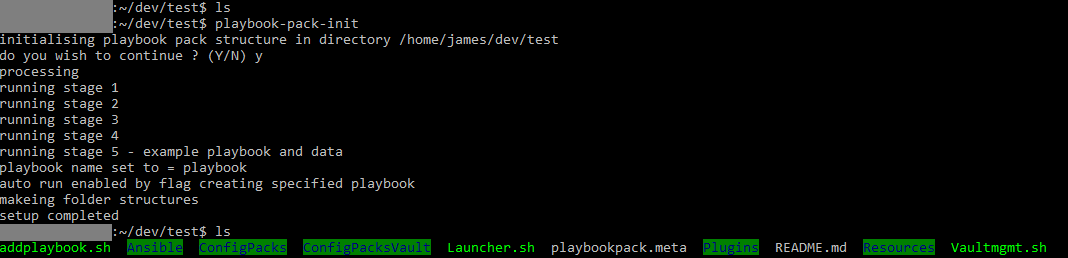 :~/dev/test$ ls
:~/dev/test$ playbook-pack-init
initialising playbook pack structure in directory /home/james/dev/test
do you wish to continue ? (Y/N) y
processing
running stage 1
running stage 2
running stage 3
running stage 4
running stage 5 - example playbook and data
playbook name set to = playbook
auto run enabled by flag creating specified playbook
makeing folder structures
setup completed
:~/dev/test$ ls
addplaybook.sh Ansible ConfigPacks ConfigPacksVault Launcher.sh playbookpack.meta Plugins README.md Resources Vaultmgmt.sh